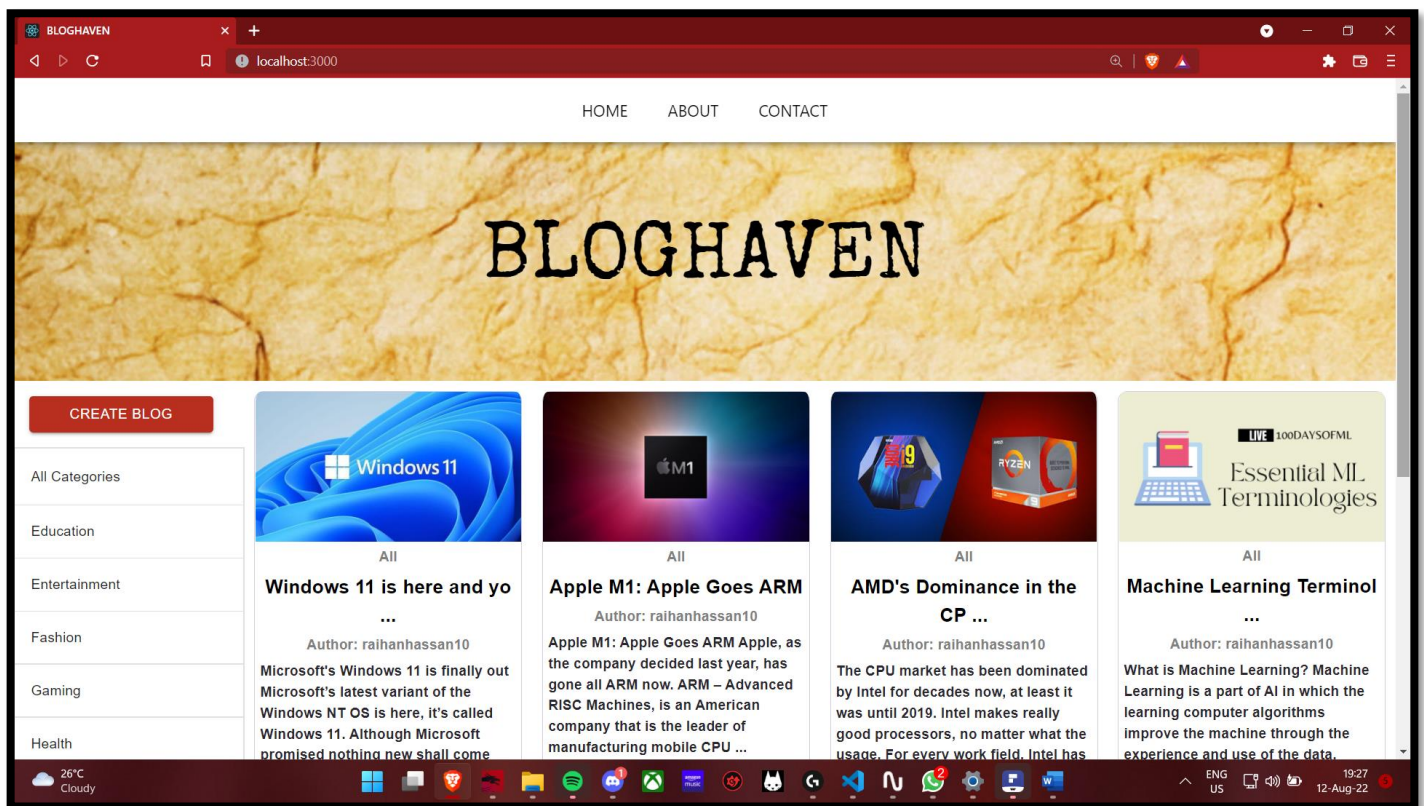 BLOGHAVEN
localhost:3000
HOME ABOUT CONTACT
BLOGHAVEN
CREATE BLOG
All Categories
Education
Entertainment
Fashion
Gaming
Health
Windows 11
All
Windows 11 is here and yo
...
Author: raihanhassan10
Microsoft's Windows 11 is finally out
Microsoft's latest variant of the
Windows NT OS is here, it's called
Windows 11. Although Microsoft
promised nothing new shall come
M1
All
Apple M1: Apple Goes ARM
Author: raihanhassan10
Apple M1: Apple Goes ARM Apple, as
the company decided last year, has
gone all ARM now. ARM – Advanced
RISC Machines, is an American
company that is the leader of
manufacturing mobile CPU ...
i9
RYZEN
All
AMD's Dominance in the
CP ...
Author: raihanhassan10
The CPU market has been dominated
by Intel for decades now, at least it
was until 2019. Intel makes really
good processors, no matter what the
usage. For every work field, Intel has
LIVE 100DAYSOFML
Essential ML
Terminologies
All
Machine Learning Terminol
...
Author: raihanhassan10
What is Machine Learning? Machine
Learning is a part of AI in which the
learning computer algorithms
improve the machine through the
experience and use of the data.
26°C
Cloudy
amazon
music
2
ENG
US
19:27
12-Aug-22